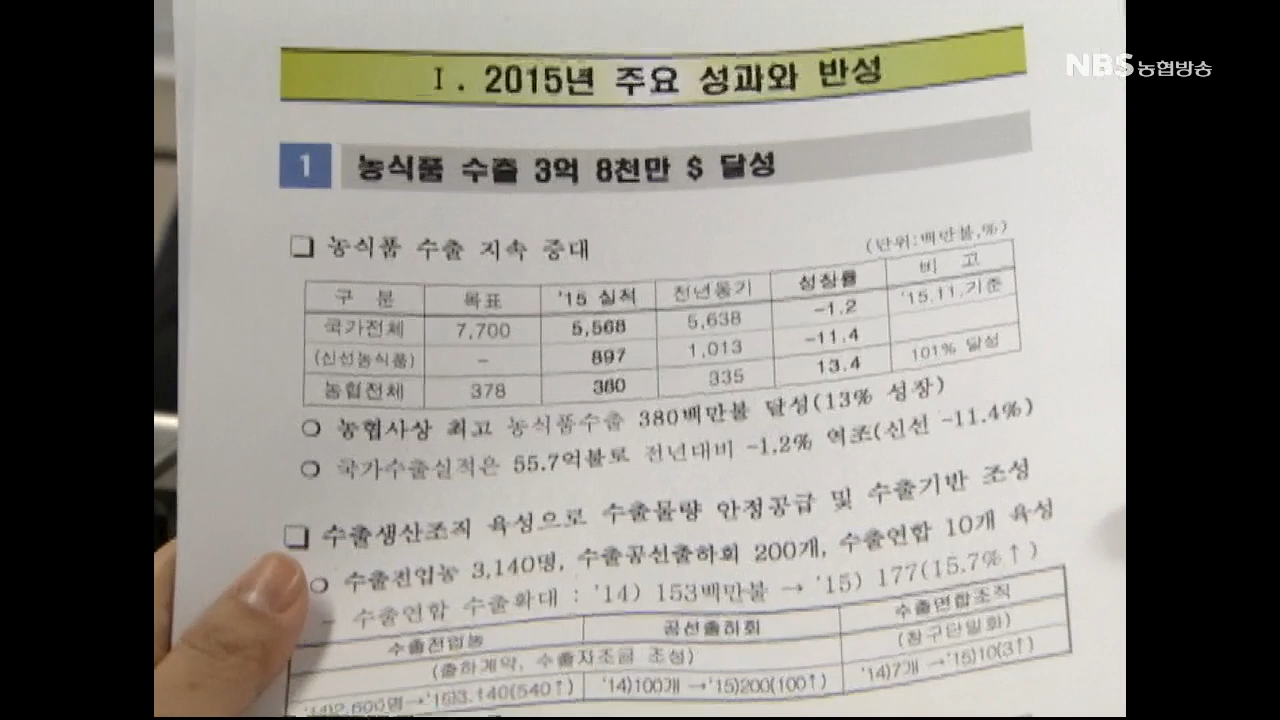 NBS농협방송
Ⅰ. 2015년 주요 성과와 반성
1 농식품 수출 3억 8천만 $ 달성
❑ 농식품 수출 지속 증대
(단위:백만불,%)
구 분 목표 '15 실적 전년동기 성장률 비 고
국가전체 7,700 5,568 5,638 -1.2 '15.11.기준
(신선농식품) - 897 1,013 -11.4
농협전체 378 380 335 13.4 101% 달성
○ 농협사상 최고 농식품수출 380백만불 달성(13% 성장)
○ 국가수출실적은 55.7억불로 전년대비 -1.2% 역조(신선 -11.4%)
❑ 수출생산조직 육성으로 수출물량 안정공급 및 수출기반 조성
○ 수출전업농 3,140명, 수출공선출하회 200개, 수출연합 10개 육성
- 수출연합 수출확대 : '14) 153백만불 → '15) 177(15.7%↑)
수출전업농 공선출하회 수출연합조직
(출하계약, 수출자조금 조성) (창구단일화)
'14)2,600명→'15)3,140(540↑) '14)100개 →'15)200(100↑) '14)7개 →'15)10(3↑)